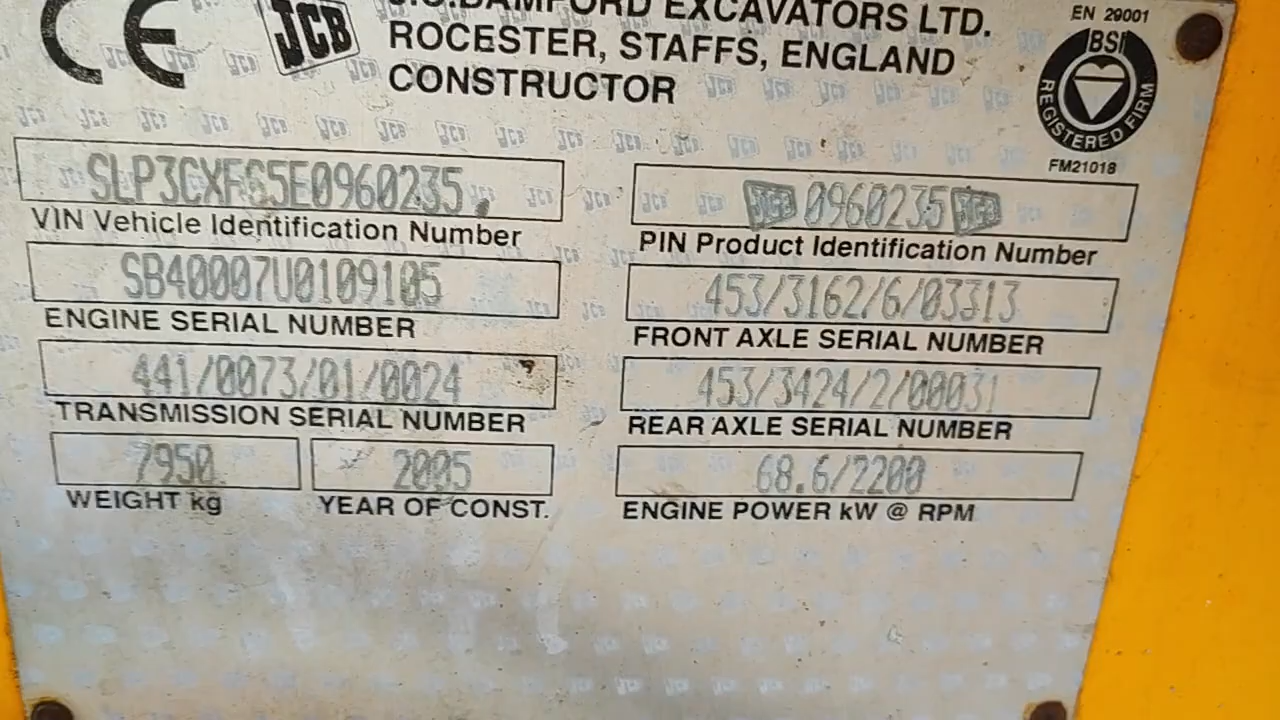 CE JCB J.C.BAMFORD EXCAVATORS LTD.
ROCESTER, STAFFS, ENGLAND
CONSTRUCTOR
EN 29001
BSI
REGISTERED FIRM
FM21018
SLP3CXFS5E0960235
VIN Vehicle Identification Number
JCB 0960235 JCB
PIN Product Identification Number
SB40007U0109105
ENGINE SERIAL NUMBER
453/3162/6/03313
FRONT AXLE SERIAL NUMBER
441/0073/01/0024
TRANSMISSION SERIAL NUMBER
453/3424/2/00031
REAR AXLE SERIAL NUMBER
7950
WEIGHT kg
2005
YEAR OF CONST.
68.6/2200
ENGINE POWER kW @ RPM